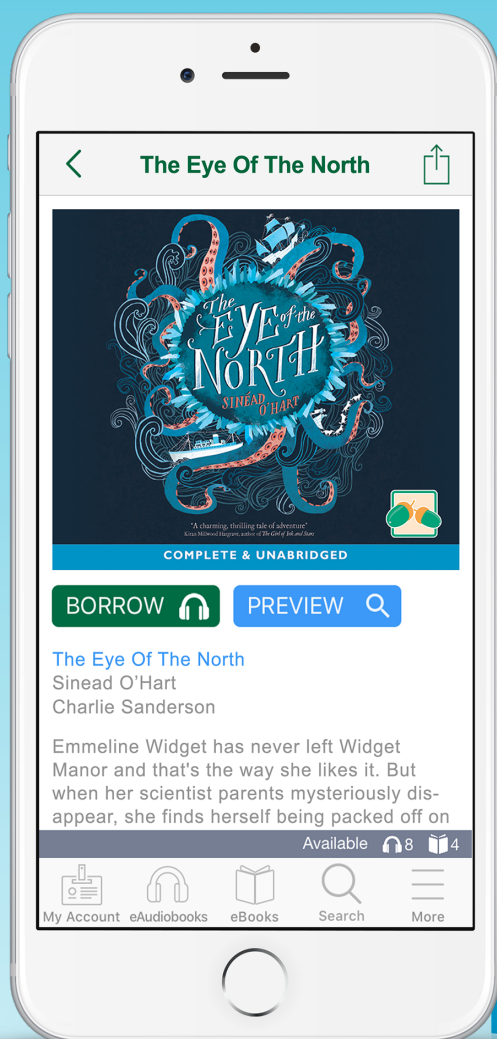 The Eye Of The North
The
EYE of the
NORTH
SINÉAD
O'HART
"A charming, thrilling tale of adventure"
Kiran Millwood Hargrave, author of The Girl of Ink and Stars
COMPLETE & UNABRIDGED
BORROW
PREVIEW
The Eye Of The North
Sinead O'Hart
Charlie Sanderson
Emmeline Widget has never left Widget
Manor and that's the way she likes it. But
when her scientist parents mysteriously dis-
appear, she finds herself being packed off on
Available 8 4
My Account eAudiobooks eBooks Search More